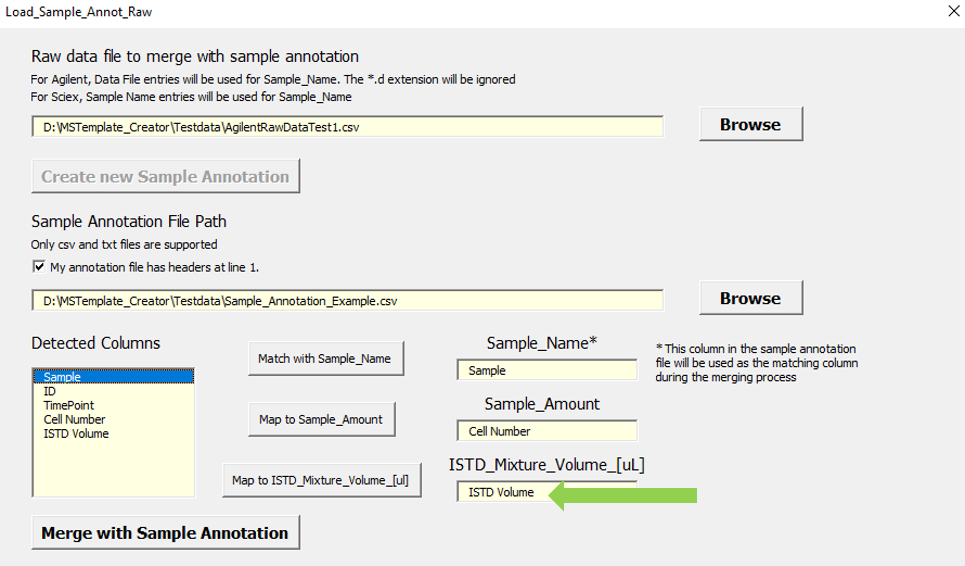 Load_Sample_Annot_Raw
Raw data file to merge with sample annotation
For Agilent, Data File entries will be used for Sample_Name. The *.d extension will be ignored
For Sciex, Sample Name entries will be used for Sample_Name
D:\MSTemplate_Creator\Testdata\AgilentRawDataTest1.csv
Browse
Create new Sample Annotation
Sample Annotation File Path
Only csv and txt files are supported
My annotation file has headers at line 1.
D:\MSTemplate_Creator\Testdata\Sample_Annotation_Example.csv
Browse
Detected Columns
Sample
ID
TimePoint
Cell Number
ISTD Volume
Match with Sample_Name
Map to Sample_Amount
Map to ISTD_Mixture_Volume_[ul]
Sample_Name*
Sample
Sample_Amount
Cell Number
ISTD_Mixture_Volume_[uL]
ISTD Volume
* This column in the sample annotation
file will be used as the matching column
during the merging process
Merge with Sample Annotation